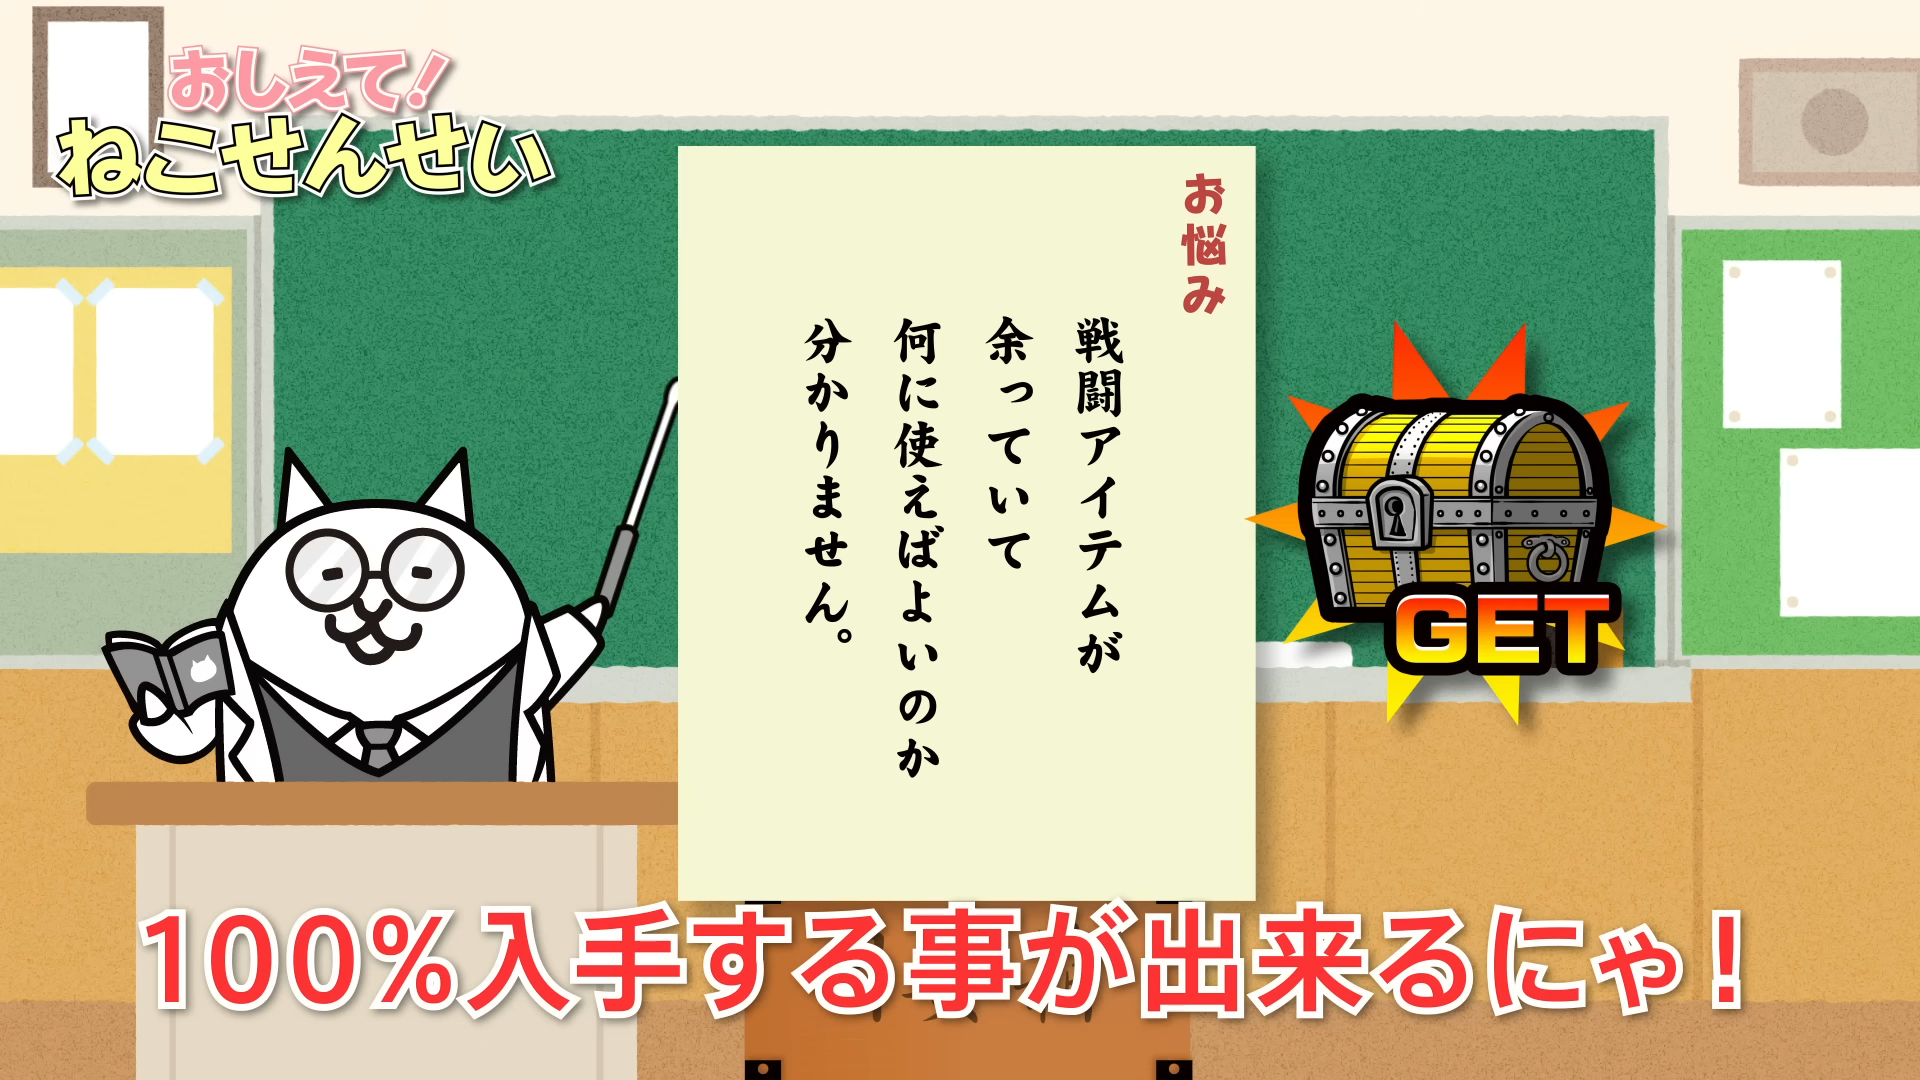 おしえて!
ねこせんせい
お悩み
戦闘アイテムが
余っていて
何に使えばよいのか
分かりません。
GET
100%入手する事が出来るにゃ!